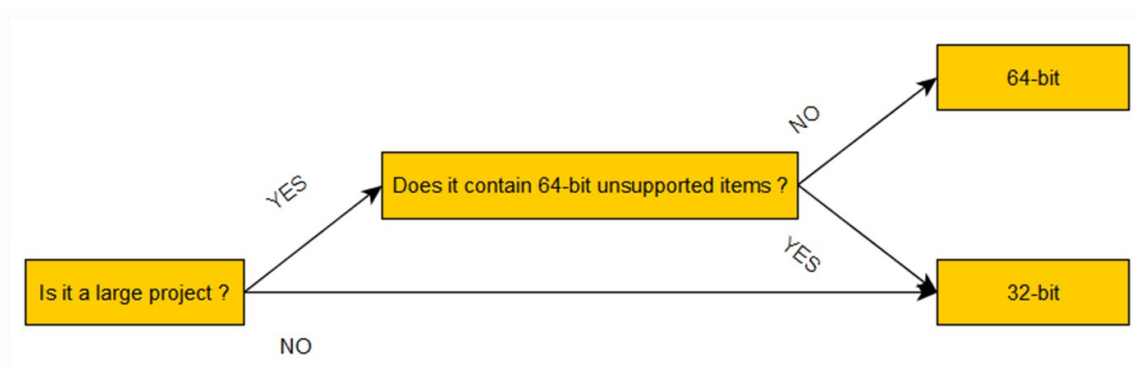 64-bit
NO
Does it contain 64-bit unsupported items ?
YES
YES
Is it a large project ?
32-bit
NO